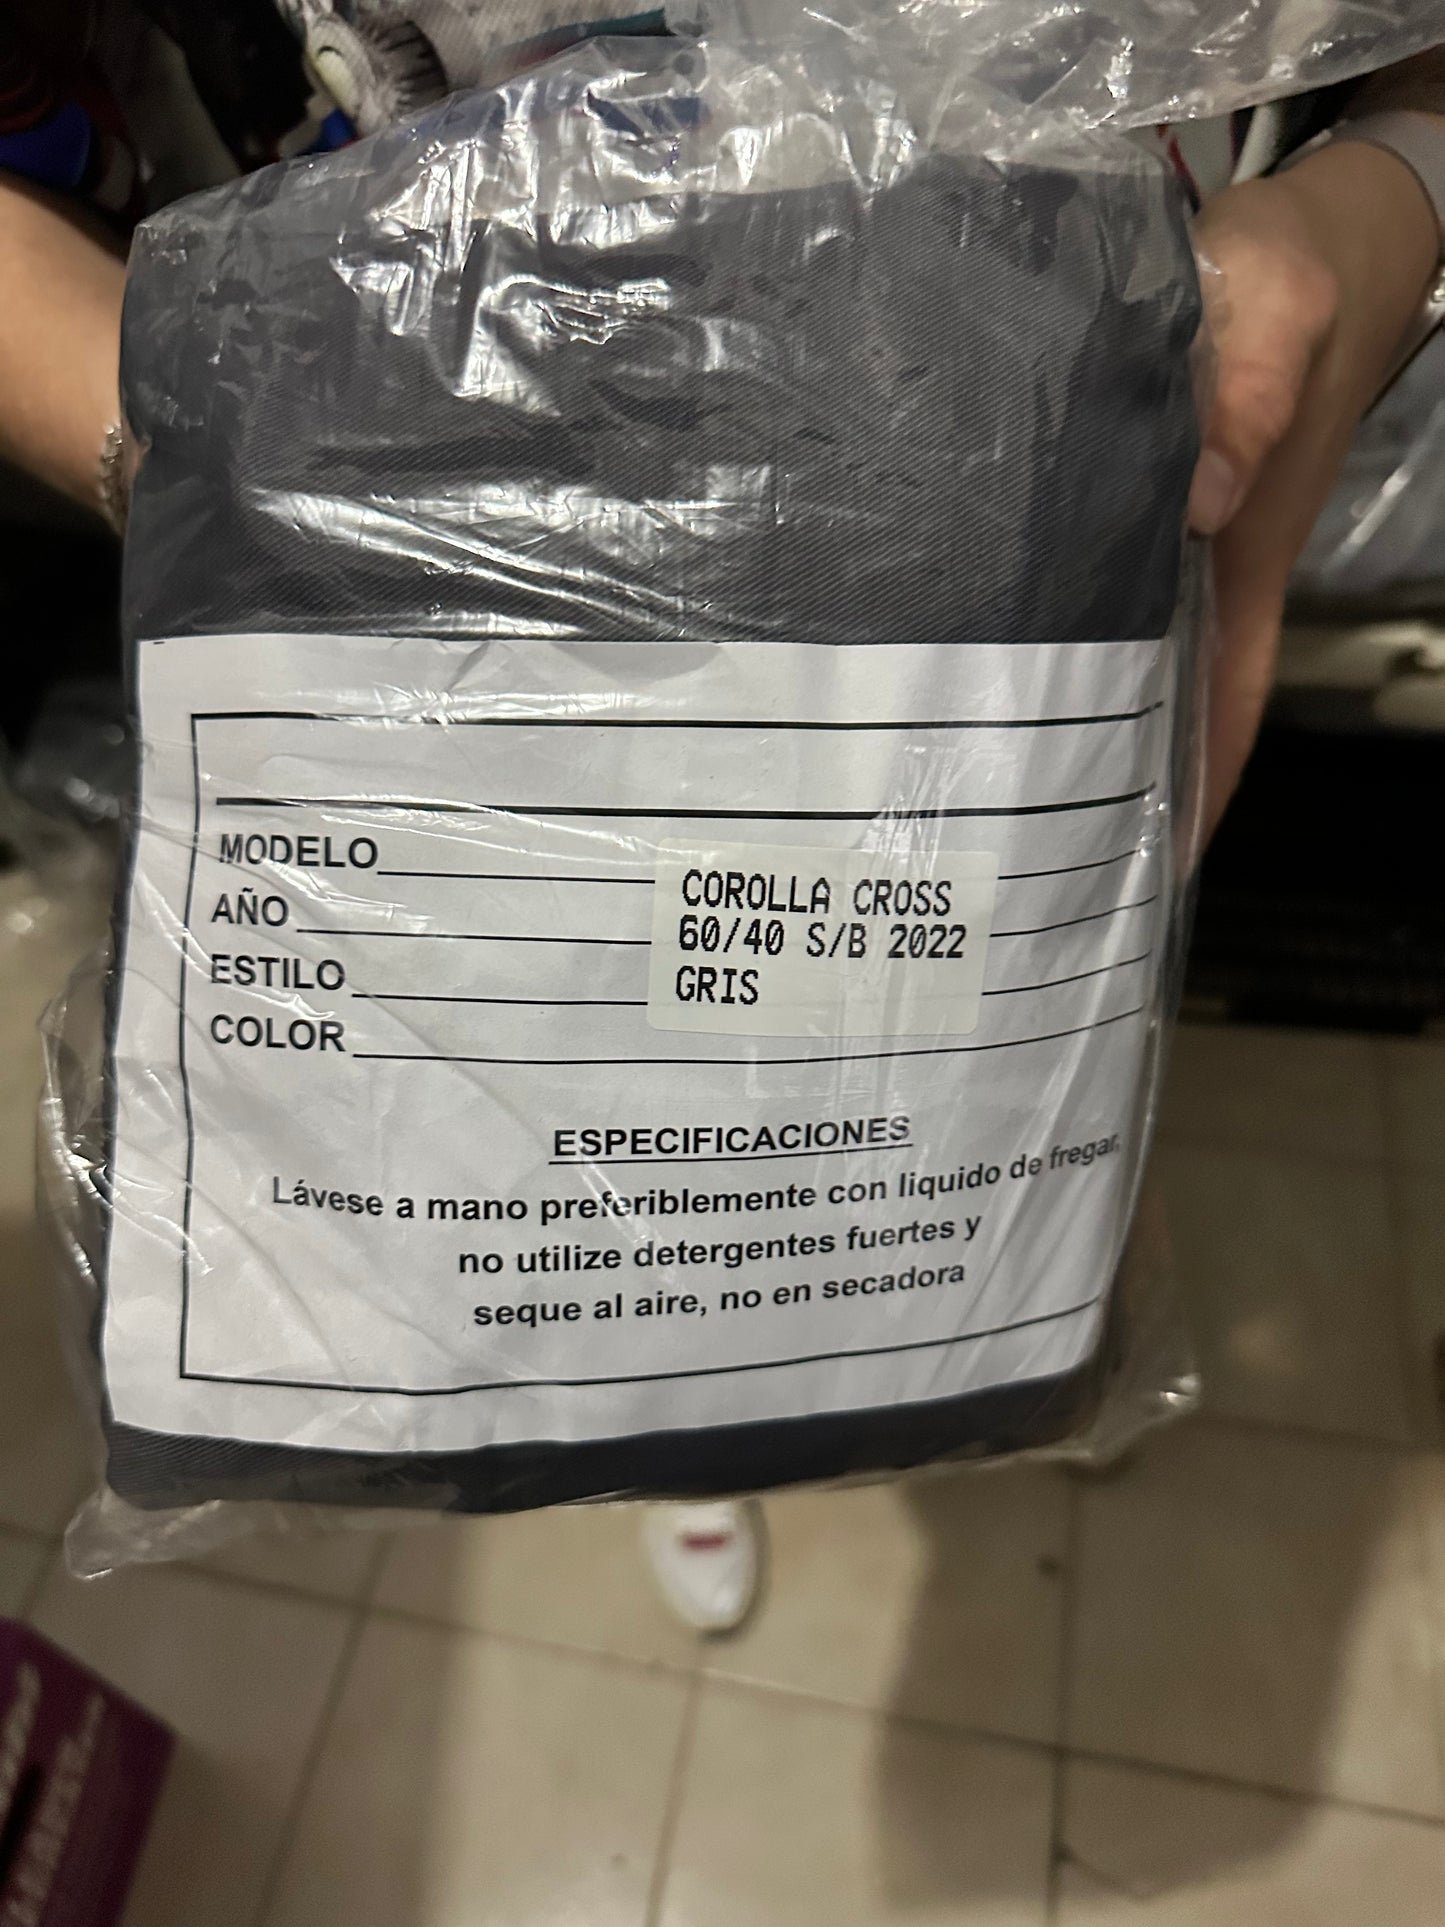 MODELO
AÑO
ESTILO
COLOR
COROLLA CROSS
60/40 S/B 2022
GRIS
ESPECIFICACIONES
Lávese a mano preferiblemente con liquido de fregar,
no utilize detergentes fuertes y
seque al aire, no en secadora